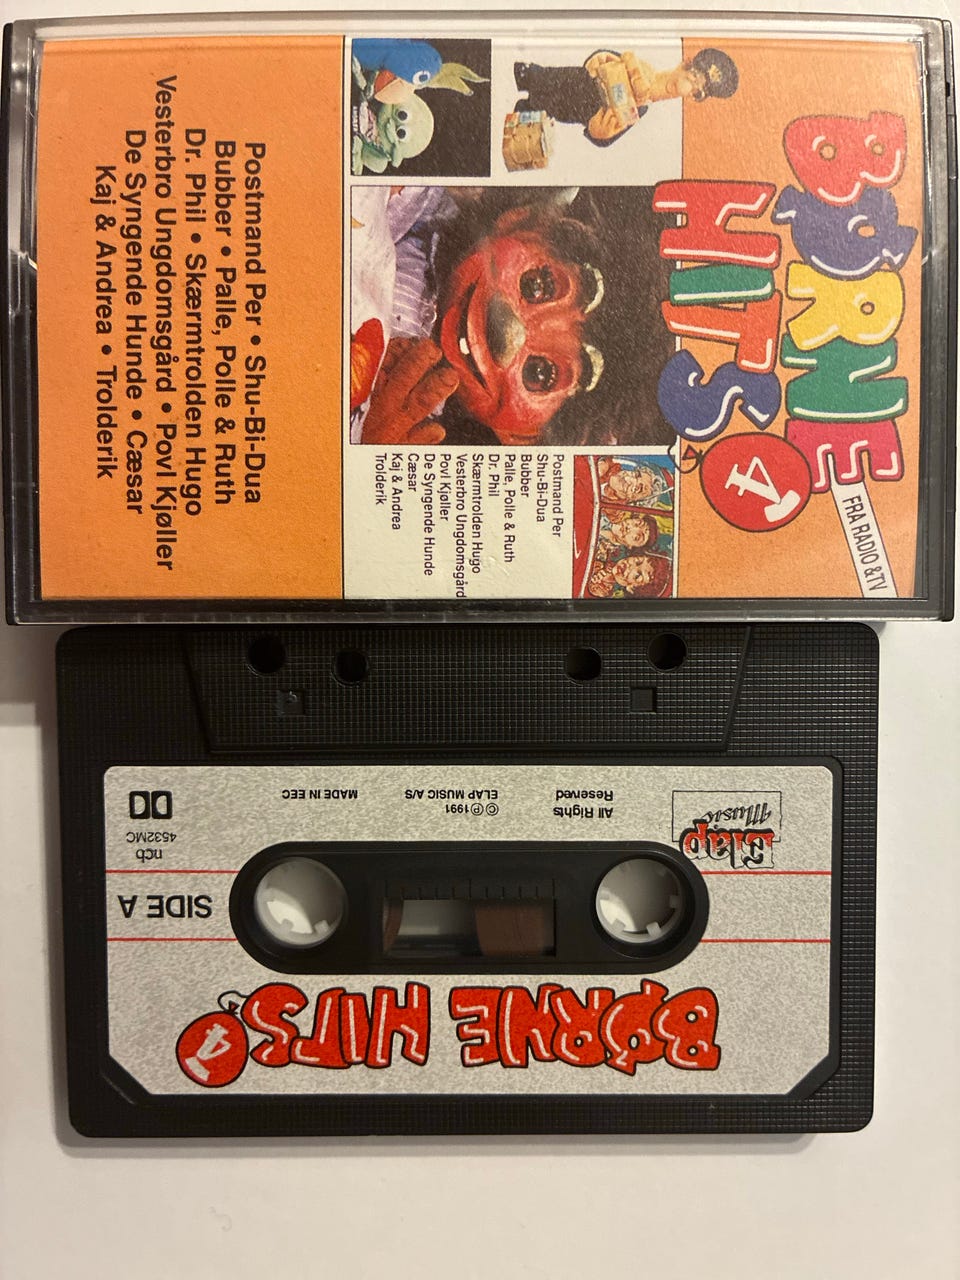 BØRNE
HITS
4
FRA RADIO & TV
Postmand Per
Shu-Bi-Dua
Bubber
Palle, Polle & Ruth
Dr. Phil
Skærmtrolden Hugo
Vesterbro Ungdomsgård
Povl Kjøller
De Syngende Hunde
Cæsar
Kaj & Andrea
Trolderik
Postmand Per • Shu-Bi-Dua
Bubber • Palle, Polle & Ruth
Dr. Phil • Skærmtrolden Hugo
Vesterbro Ungdomsgård • Povl Kjøller
De Syngende Hunde • Cæsar
Kaj & Andrea • Trolderik
BØRNE HITS 4
SIDE A
Elap
Music
ncb
4532MC
All Rights
Reserved
©℗1991
ELAP MUSIC A/S
MADE IN EEC